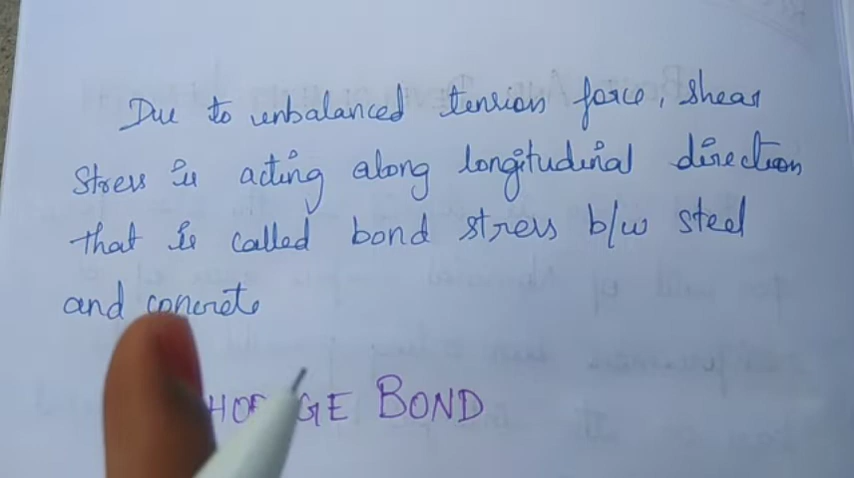 Due to unbalanced tension force, shear
stress is acting along longitudinal direction
that is called bond stress b/w steel
and concrete
BOND